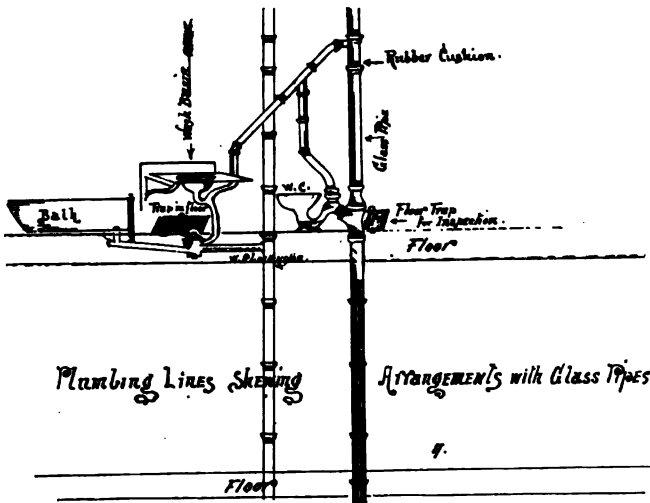 Rubber Cushion.
Wash Basin
Glass Pipe
W.C.
Bath
Trap in floor
Floor Trap
for Inspection.
Floor
Plumbing Lines Shewing
Arrangements with Glass Pipes
Floor